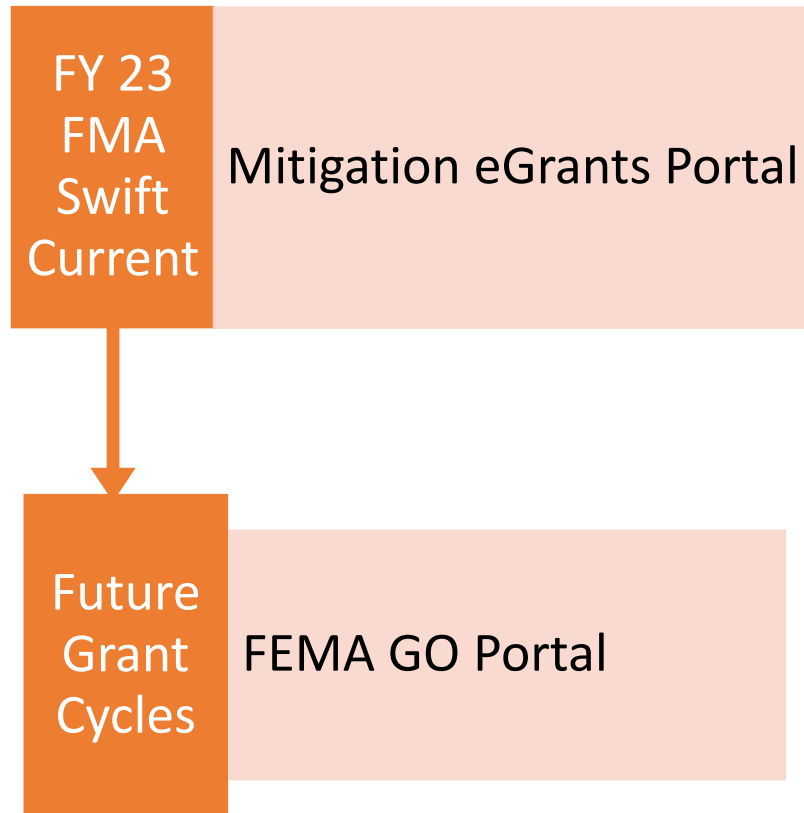 FY 23
FMA
Swift
Current
Mitigation eGrants Portal
Future
Grant
Cycles
FEMA GO Portal